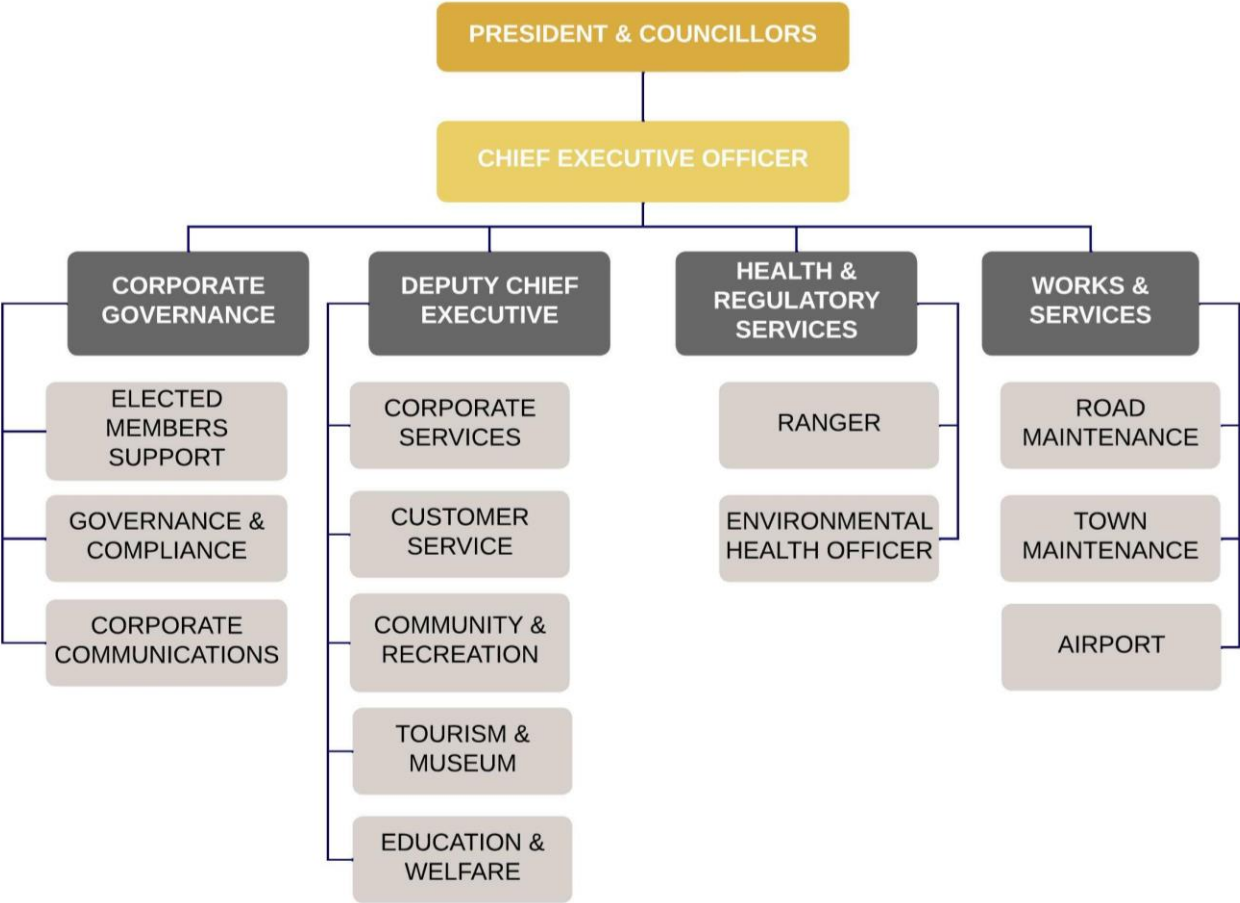 PRESIDENT & COUNCILLORS
CHIEF EXECUTIVE OFFICER
CORPORATE
GOVERNANCE
ELECTED
MEMBERS
SUPPORT
GOVERNANCE &
COMPLIANCE
CORPORATE
COMMUNICATIONS
DEPUTY CHIEF
EXECUTIVE
CORPORATE
SERVICES
CUSTOMER
SERVICE
COMMUNITY &
RECREATION
TOURISM &
MUSEUM
EDUCATION &
WELFARE
HEALTH &
REGULATORY
SERVICES
RANGER
ENVIRONMENTAL
HEALTH OFFICER
WORKS &
SERVICES
ROAD
MAINTENANCE
TOWN
MAINTENANCE
AIRPORT